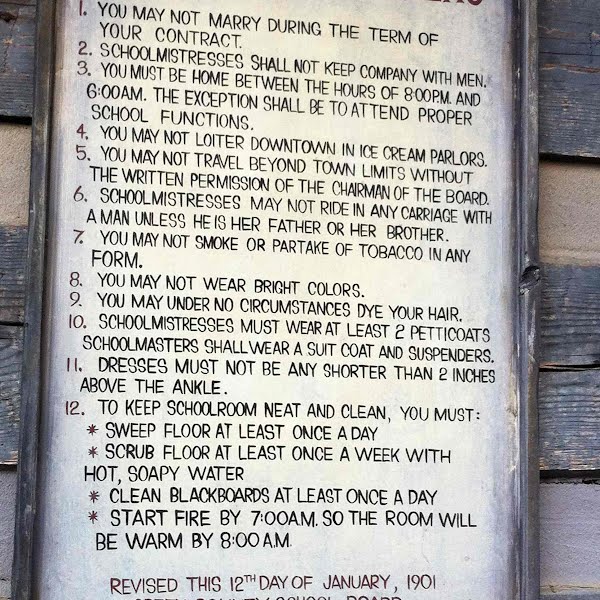 1. YOU MAY NOT MARRY DURING THE TERM OF
YOUR CONTRACT.
2. SCHOOLMISTRESSES SHALL NOT KEEP COMPANY WITH MEN.
3. YOU MUST BE HOME BETWEEN THE HOURS OF 8:00P.M. AND
6:00AM. THE EXCEPTION SHALL BE TO ATTEND PROPER
SCHOOL FUNCTIONS.
4. YOU MAY NOT LOITER DOWNTOWN IN ICE CREAM PARLORS.
5. YOU MAY NOT TRAVEL BEYOND TOWN LIMITS WITHOUT
THE WRITTEN PERMISSION OF THE CHAIRMAN OF THE BOARD.
6. SCHOOLMISTRESSES MAY NOT RIDE IN ANY CARRIAGE WITH
A MAN UNLESS HE IS HER FATHER OR HER BROTHER.
7. YOU MAY NOT SMOKE OR PARTAKE OF TOBACCO IN ANY
FORM.
8. YOU MAY NOT WEAR BRIGHT COLORS.
9. YOU MAY UNDER NO CIRCUMSTANCES DYE YOUR HAIR.
10. SCHOOLMISTRESSES MUST WEAR AT LEAST 2 PETTICOATS
SCHOOLMASTERS SHALL WEAR A SUIT COAT AND SUSPENDERS.
11. DRESSES MUST NOT BE ANY SHORTER THAN 2 INCHES
ABOVE THE ANKLE.
12. TO KEEP SCHOOLROOM NEAT AND CLEAN, YOU MUST:
* SWEEP FLOOR AT LEAST ONCE A DAY
* SCRUB FLOOR AT LEAST ONCE A WEEK WITH
HOT, SOAPY WATER
* CLEAN BLACKBOARDS AT LEAST ONCE A DAY
* START FIRE BY 7:00A.M. SO THE ROOM WILL
BE WARM BY 8:00 A.M.
REVISED THIS 12TH DAY OF JANUARY, 1901
COUNTY SCHOOL BOARD